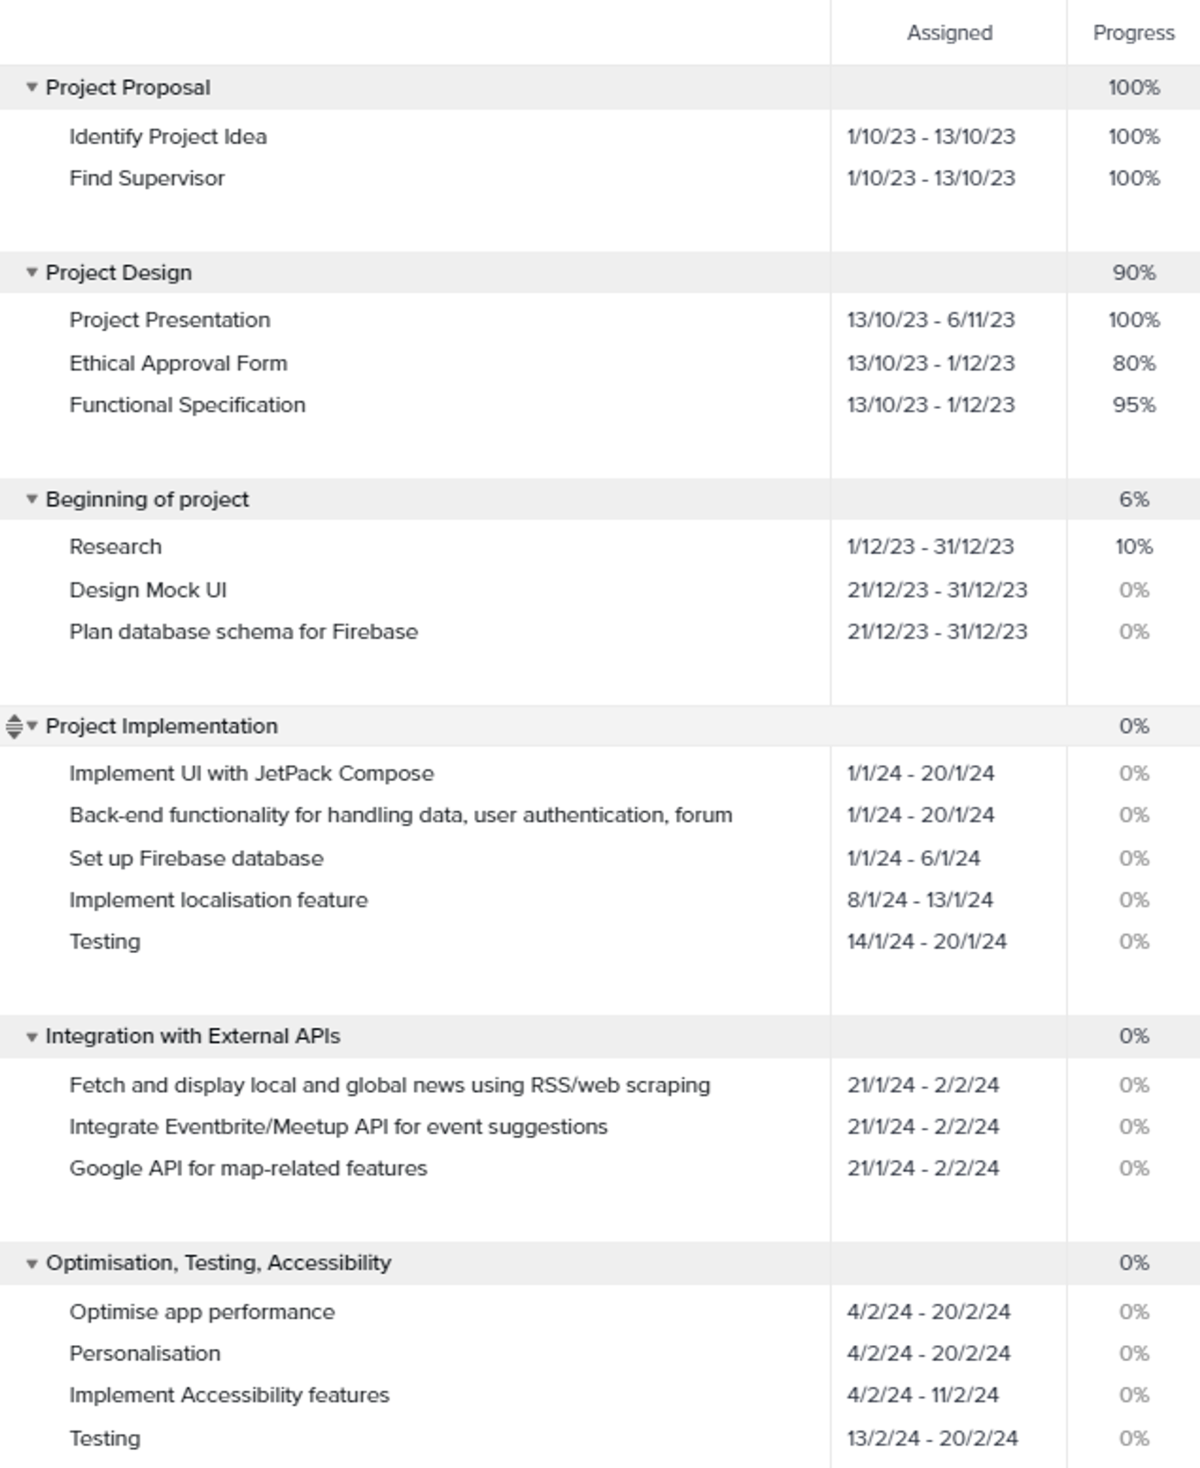 Assigned Progress
Project Proposal 100%
Identify Project Idea 1/10/23 - 13/10/23 100%
Find Supervisor 1/10/23 - 13/10/23 100%
Project Design 90%
Project Presentation 13/10/23 - 6/11/23 100%
Ethical Approval Form 13/10/23 - 1/12/23 80%
Functional Specification 13/10/23 - 1/12/23 95%
Beginning of project 6%
Research 1/12/23 - 31/12/23 10%
Design Mock UI 21/12/23 - 31/12/23 0%
Plan database schema for Firebase 21/12/23 - 31/12/23 0%
Project Implementation 0%
Implement UI with JetPack Compose 1/1/24 - 20/1/24 0%
Back-end functionality for handling data, user authentication, forum 1/1/24 - 20/1/24 0%
Set up Firebase database 1/1/24 - 6/1/24 0%
Implement localisation feature 8/1/24 - 13/1/24 0%
Testing 14/1/24 - 20/1/24 0%
Integration with External APIs 0%
Fetch and display local and global news using RSS/web scraping 21/1/24 - 2/2/24 0%
Integrate Eventbrite/Meetup API for event suggestions 21/1/24 - 2/2/24 0%
Google API for map-related features 21/1/24 - 2/2/24 0%
Optimisation, Testing, Accessibility 0%
Optimise app performance 4/2/24 - 20/2/24 0%
Personalisation 4/2/24 - 20/2/24 0%
Implement Accessibility features 4/2/24 - 11/2/24 0%
Testing 13/2/24 - 20/2/24 0%